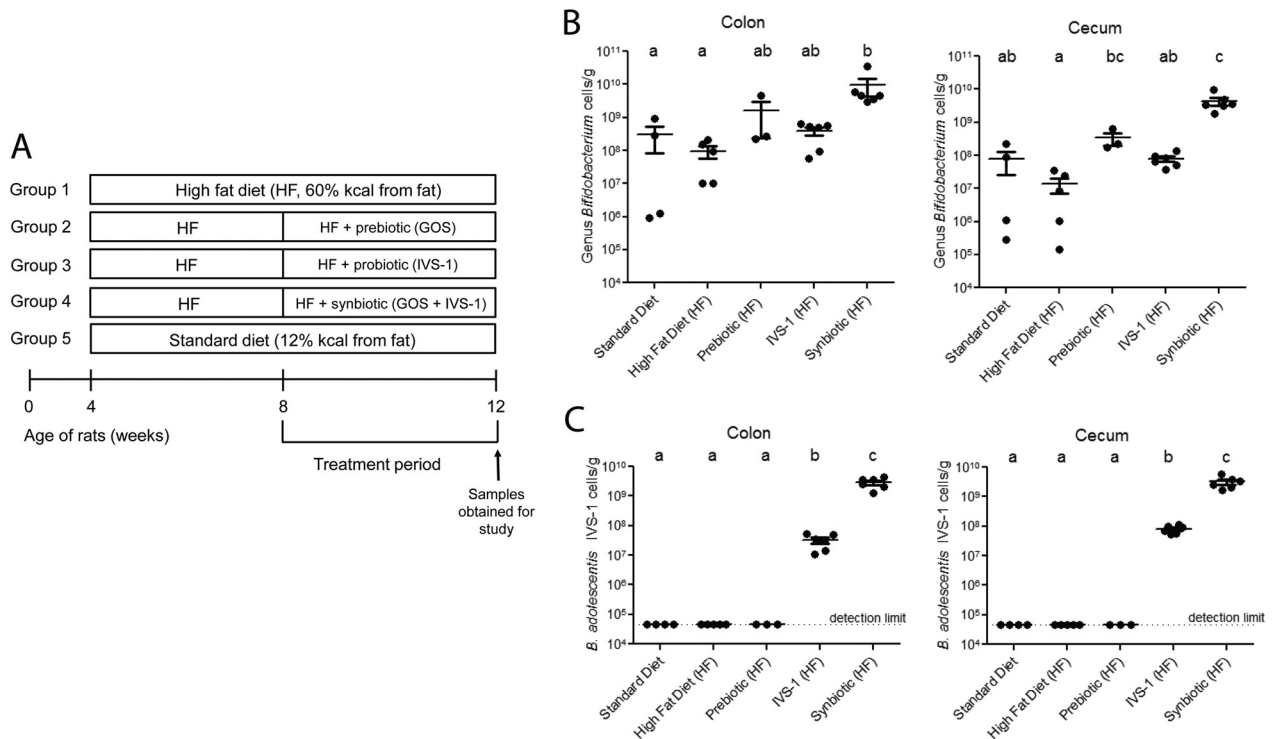 A
Group 1
High fat diet (HF, 60% kcal from fat)
Group 2
HF
HF + prebiotic (GOS)
Group 3
HF
HF + probiotic (IVS-1)
Group 4
HF
HF + synbiotic (GOS + IVS-1)
Group 5
Standard diet (12% kcal from fat)
0
4
8
12
Age of rats (weeks)
Treatment period
Samples
obtained for
study
B
Colon
Genus Bifidobacterium cells/g
10¹¹
10¹⁰
10⁹
10⁸
10⁷
10⁶
10⁵
10⁴
a
a
ab
ab
b
Standard Diet
High Fat Diet (HF)
Prebiotic (HF)
IVS-1 (HF)
Synbiotic (HF)
Cecum
Genus Bifidobacterium cells/g
10¹¹
10¹⁰
10⁹
10⁸
10⁷
10⁶
10⁵
10⁴
ab
a
bc
ab
c
Standard Diet
High Fat Diet (HF)
Prebiotic (HF)
IVS-1 (HF)
Synbiotic (HF)
C
Colon
B. adolescentis IVS-1 cells/g
10¹⁰
10⁹
10⁸
10⁷
10⁶
10⁵
10⁴
a
a
a
b
c
detection limit
Standard Diet
High Fat Diet (HF)
Prebiotic (HF)
IVS-1 (HF)
Synbiotic (HF)
Cecum
B. adolescentis IVS-1 cells/g
10¹⁰
10⁹
10⁸
10⁷
10⁶
10⁵
10⁴
a
a
a
b
c
detection limit
Standard Diet
High Fat Diet (HF)
Prebiotic (HF)
IVS-1 (HF)
Synbiotic (HF)